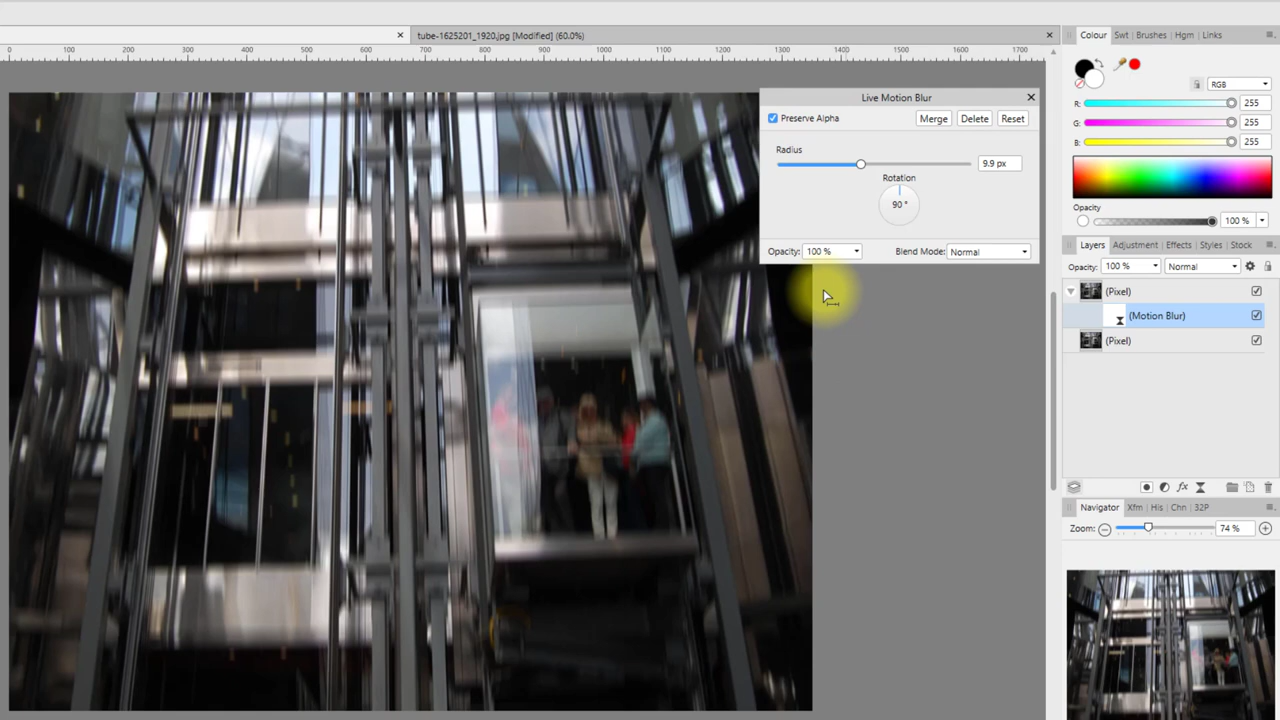 tube-1625201_1920.jpg [Modified] (60.0%)
0 100 200 300 400 500 600 700 800 900 1000 1100 1200 1300 1400 1500 1600 1700
Live Motion Blur
Preserve Alpha Merge Delete Reset
Radius
9.9 px
Rotation
90 °
Opacity: 100 % Blend Mode: Normal
Colour Swt Brushes Hgm Links
RGB
R: 255
G: 255
B: 255
Opacity
100 %
Layers Adjustment Effects Styles Stock
Opacity: 100 % Normal
(Pixel)
(Motion Blur)
(Pixel)
fx
Navigator Xfm His Chn 32P
Zoom: 74 %